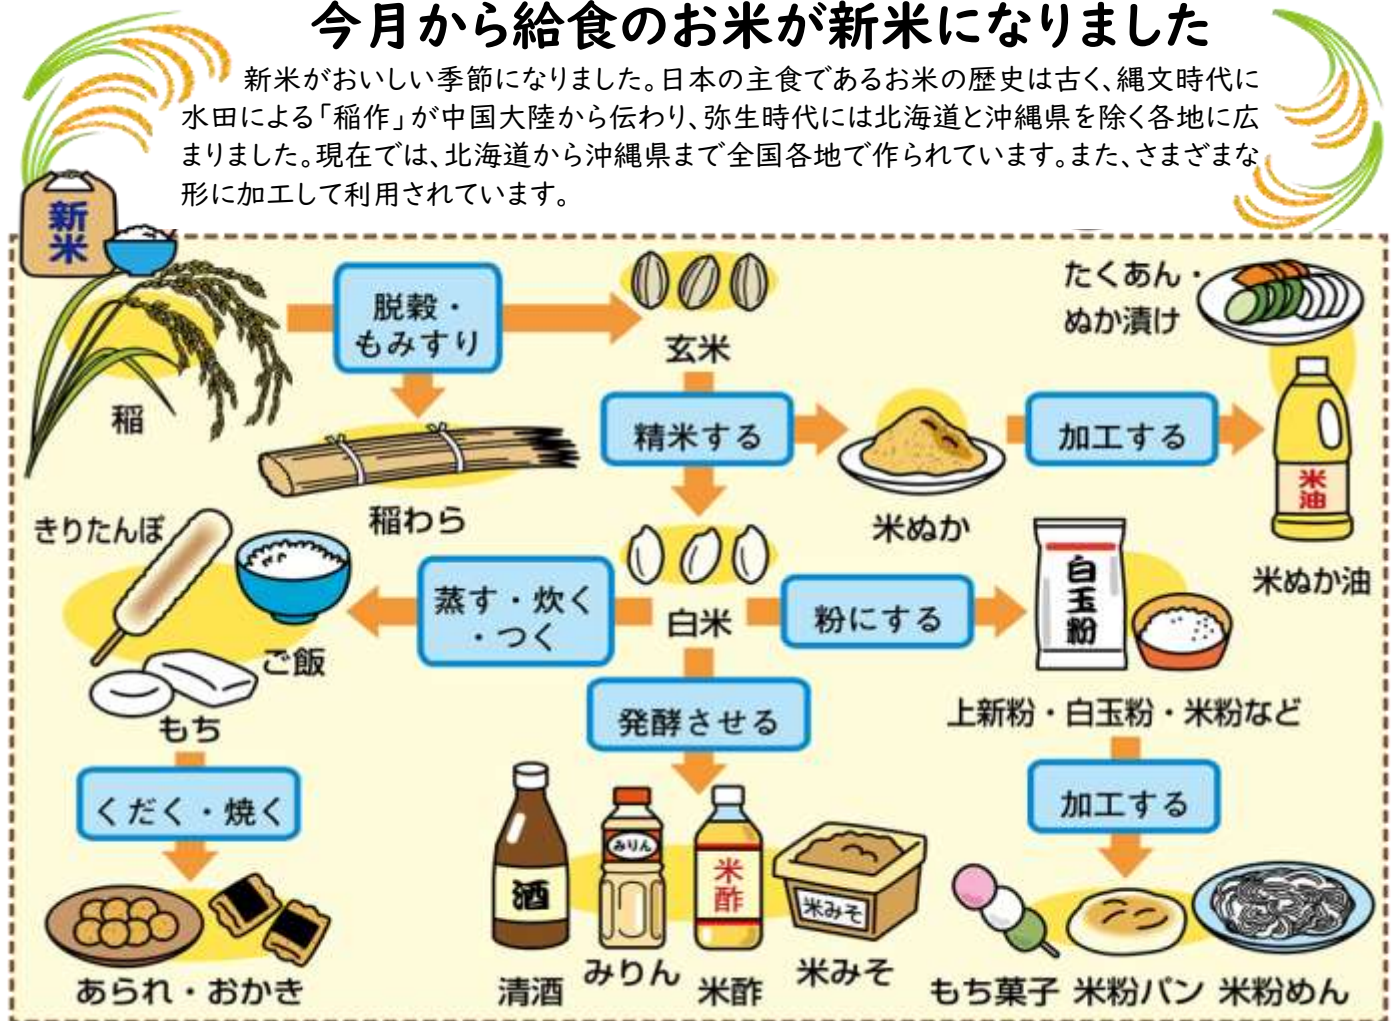 今月から給食のお米が新米になりました
新米がおいしい季節になりました。日本の主食であるお米の歴史は古く、縄文時代に
水田による「稲作」が中国大陸から伝わり、弥生時代には北海道と沖縄県を除く各地に広
まりました。現在では、北海道から沖縄県まで全国各地で作られています。また、さまざまな
形に加工して利用されています。
新米
脱穀・
もみすり
玄米
たくあん・
ぬか漬け
稲
稲わら
精米する
米ぬか
加工する
米油
米ぬか油
きりたんぽ
ご飯
もち
蒸す・炊く
・つく
白米
粉にする
白玉粉
上新粉・白玉粉・米粉など
発酵させる
くだく・焼く
加工する
あられ・おかき
酒
清酒
みりん
みりん
米酢
米酢
米みそ
米みそ
もち菓子
米粉パン
米粉めん